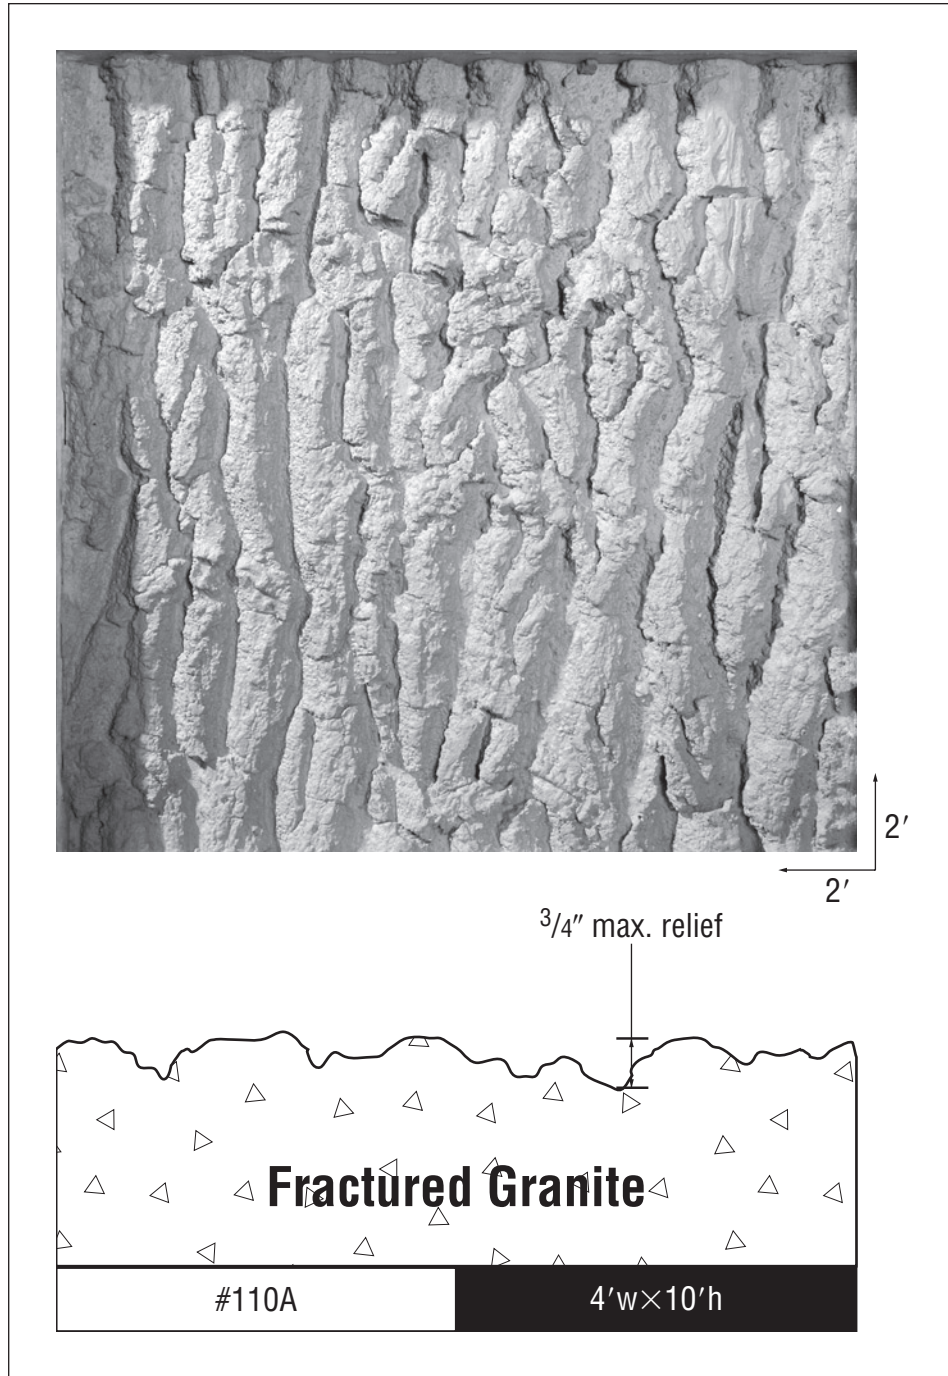 2′
2′
3/4″ max. relief
Fractured Granite
#110A
4′w×10′h